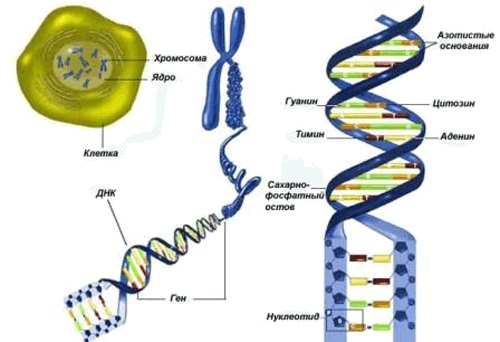 Хромосома
Ядро
Клетка
ДНК
Ген
Азотистые
основания
Гуанин
Цитозин
Тимин
Аденин
Сахарно-
фосфатный
остов
Нуклеотид